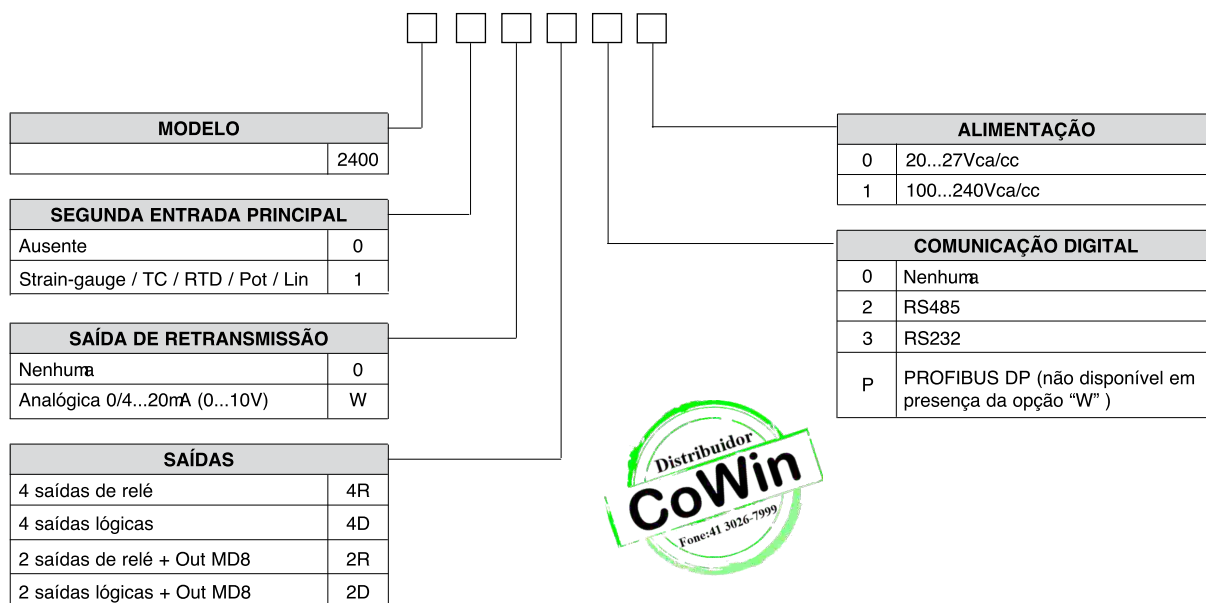 MODELO
2400
SEGUNDA ENTRADA PRINCIPAL
Ausente 0
Strain-gauge / TC / RTD / Pot / Lin 1
SAÍDA DE RETRANSMISSÃO
Nenhuma 0
Analógica 0/4...20mA (0...10V) W
SAÍDAS
4 saídas de relé 4R
4 saídas lógicas 4D
2 saídas de relé + Out MD8 2R
2 saídas lógicas + Out MD8 2D
ALIMENTAÇÃO
0 20...27Vca/cc
1 100...240Vca/cc
COMUNICAÇÃO DIGITAL
0 Nenhuma
2 RS485
3 RS232
P PROFIBUS DP (não disponível em
presença da opção “W” )
Distribuidor
CoWin
Fone:41 3026-7999